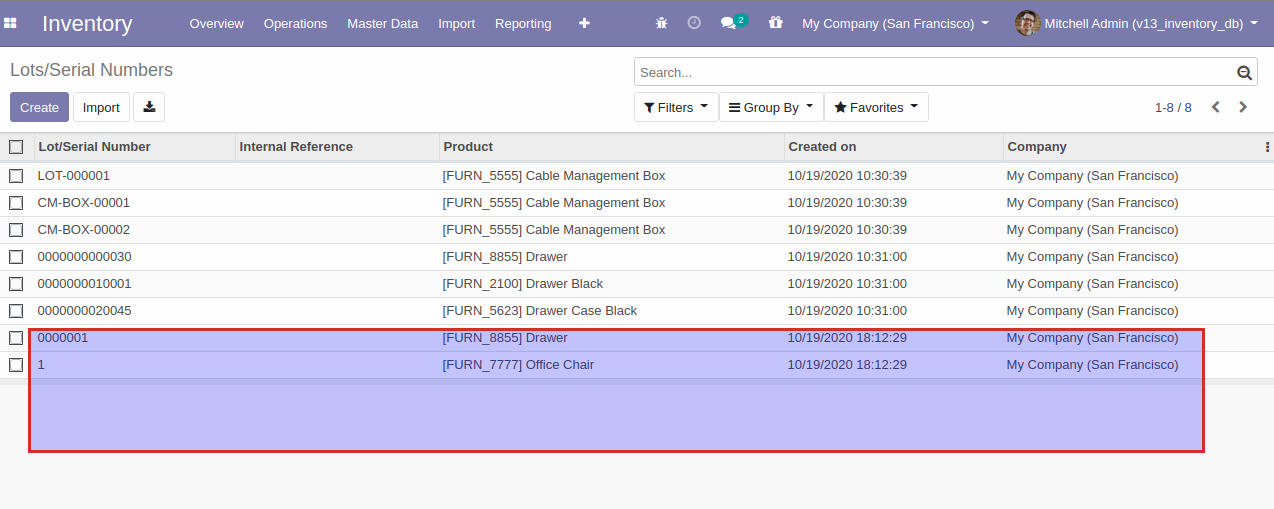 Inventory Overview Operations Master Data Import Reporting 2 My Company (San Francisco) Mitchell Admin (v13_inventory_db)
Lots/Serial Numbers Search...
Create Import Filters Group By Favorites 1-8 / 8
Lot/Serial Number Internal Reference Product Created on Company
LOT-000001 [FURN_5555] Cable Management Box 10/19/2020 10:30:39 My Company (San Francisco)
CM-BOX-00001 [FURN_5555] Cable Management Box 10/19/2020 10:30:39 My Company (San Francisco)
CM-BOX-00002 [FURN_5555] Cable Management Box 10/19/2020 10:30:39 My Company (San Francisco)
0000000000030 [FURN_8855] Drawer 10/19/2020 10:31:00 My Company (San Francisco)
0000000010001 [FURN_2100] Drawer Black 10/19/2020 10:31:00 My Company (San Francisco)
0000000020045 [FURN_5623] Drawer Case Black 10/19/2020 10:31:00 My Company (San Francisco)
0000001 [FURN_8855] Drawer 10/19/2020 18:12:29 My Company (San Francisco)
1 [FURN_7777] Office Chair 10/19/2020 18:12:29 My Company (San Francisco)